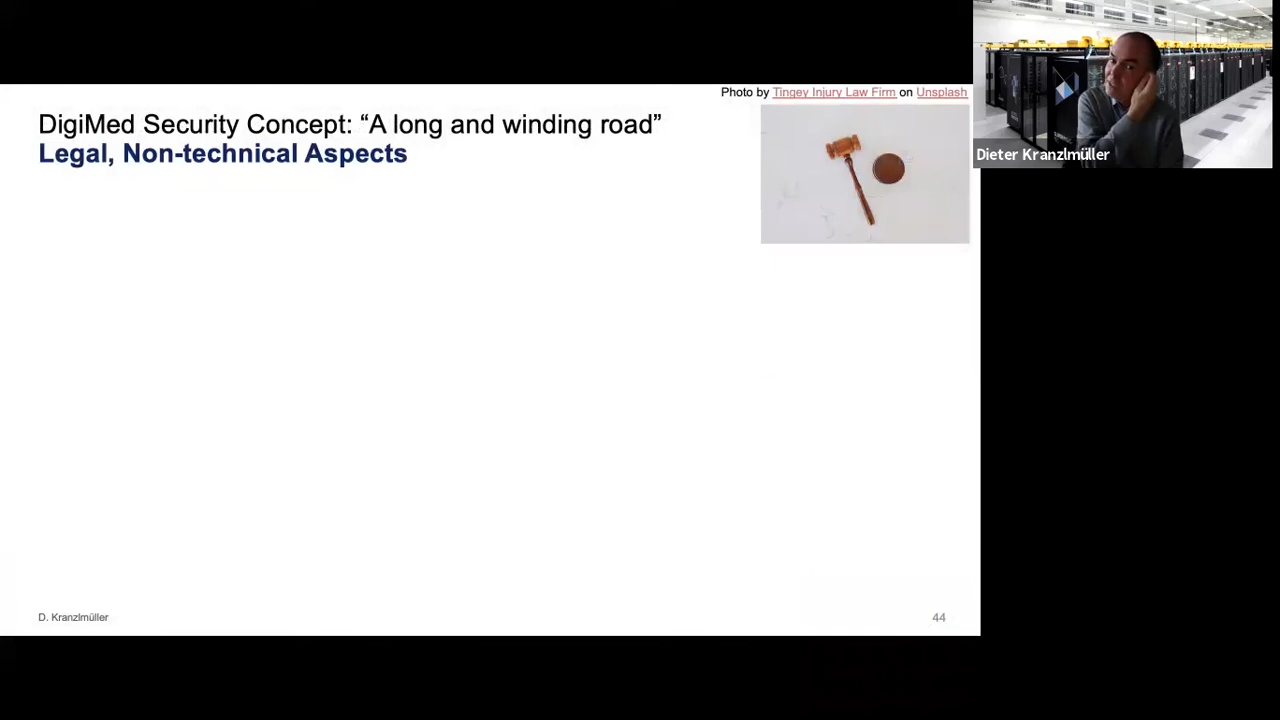 Photo by Tingey Injury Law Firm on Unsplash
DigiMed Security Concept: “A long and winding road”
Legal, Non-technical Aspects
Dieter Kranzlmüller
D. Kranzlmüller
44